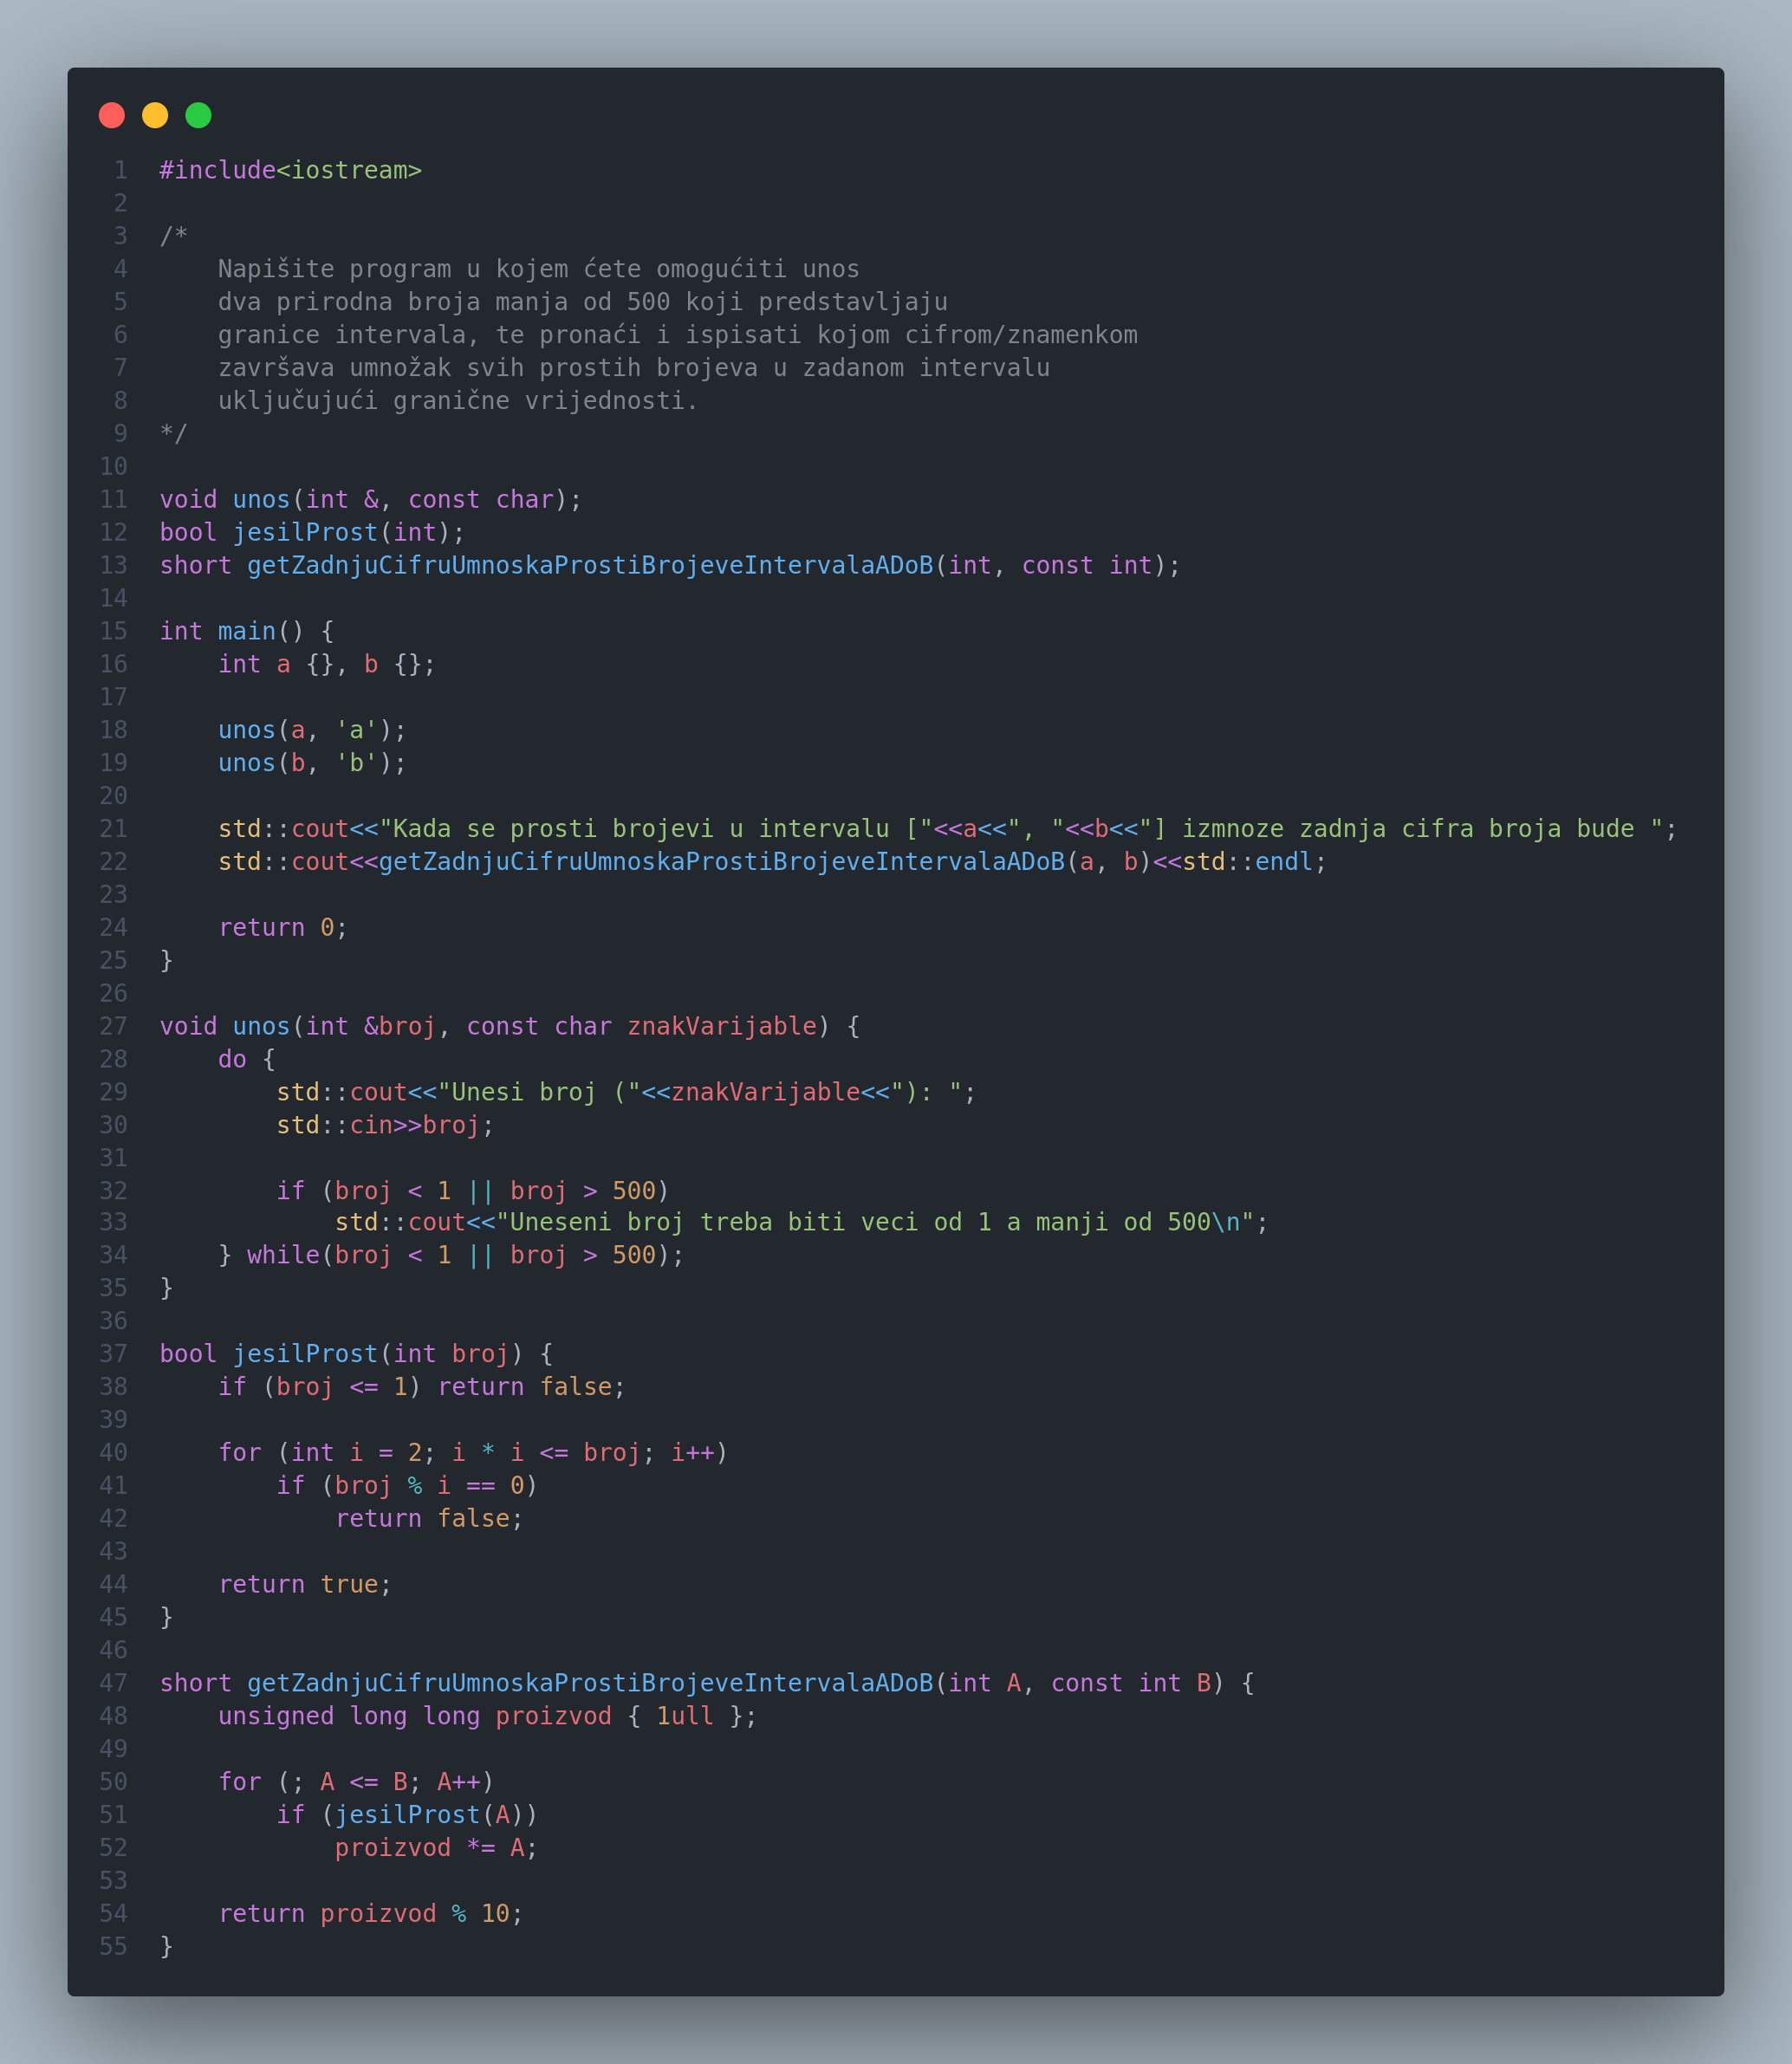 1 #include<iostream>
2
3 /*
4     Napišite program u kojem ćete omogućiti unos
5     dva prirodna broja manja od 500 koji predstavljaju
6     granice intervala, te pronaći i ispisati kojom cifrom/znamenkom
7     završava umnožak svih prostih brojeva u zadanom intervalu
8     uključujući granične vrijednosti.
9 */
10
11 void unos(int &, const char);
12 bool jesilProst(int);
13 short getZadnjuCifruUmnoskaProstiBrojeveIntervalaADoB(int, const int);
14
15 int main() {
16     int a {}, b {};
17
18     unos(a, 'a');
19     unos(b, 'b');
20
21     std::cout<<"Kada se prosti brojevi u intervalu ["<<a<<", "<<b<<"] izmnoze zadnja cifra broja bude ";
22     std::cout<<getZadnjuCifruUmnoskaProstiBrojeveIntervalaADoB(a, b)<<std::endl;
23
24     return 0;
25 }
26
27 void unos(int &broj, const char znakVarijable) {
28     do {
29         std::cout<<"Unesi broj ("<<znakVarijable<<"): ";
30         std::cin>>broj;
31
32         if (broj < 1 || broj > 500)
33             std::cout<<"Uneseni broj treba biti veci od 1 a manji od 500\n";
34     } while(broj < 1 || broj > 500);
35 }
36
37 bool jesilProst(int broj) {
38     if (broj <= 1) return false;
39
40     for (int i = 2; i * i <= broj; i++)
41         if (broj % i == 0)
42             return false;
43
44     return true;
45 }
46
47 short getZadnjuCifruUmnoskaProstiBrojeveIntervalaADoB(int A, const int B) {
48     unsigned long long proizvod { 1ull };
49
50     for (; A <= B; A++)
51         if (jesilProst(A))
52             proizvod *= A;
53
54     return proizvod % 10;
55 }